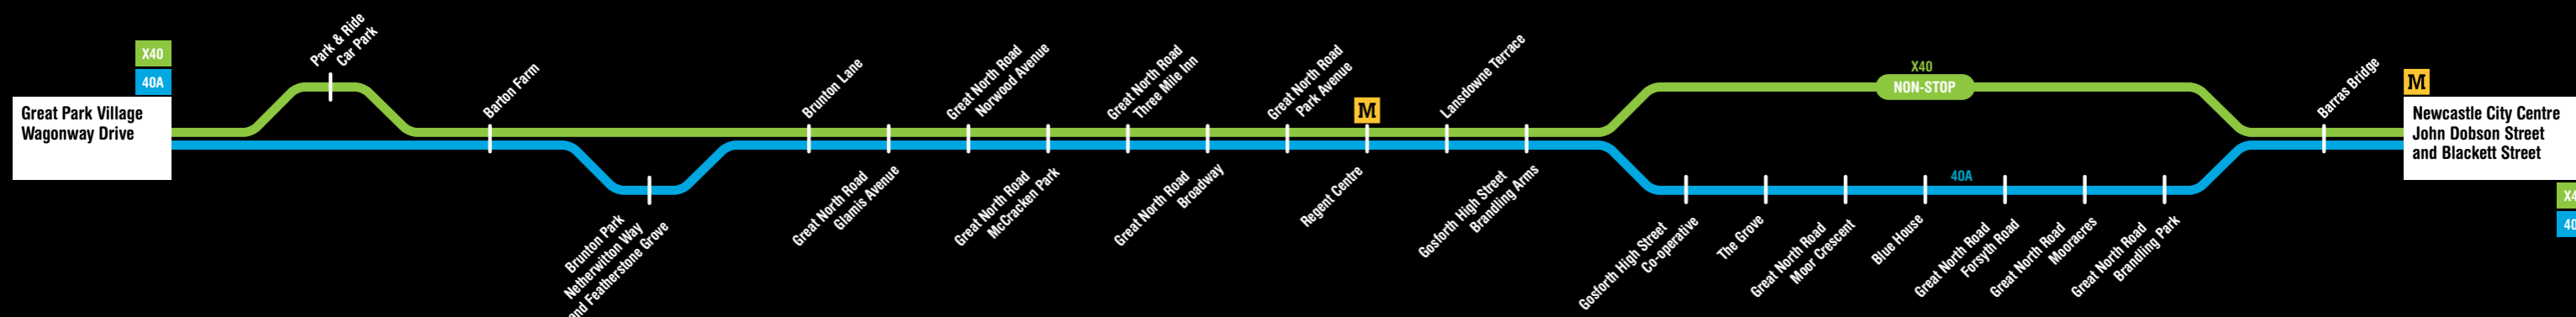 X40
40A
Great Park Village
Wagonway Drive
Park & Ride
Car Park
Barton Farm
Brunton Park
Netherwitton Way
and Featherstone Grove
Brunton Lane
Great North Road
Glamis Avenue
Great North Road
Norwood Avenue
Great North Road
McCracken Park
Great North Road
Three Mile Inn
Great North Road
Broadway
Great North Road
Park Avenue
M
Regent Centre
Lansdowne Terrace
Gosforth High Street
Brandling Arms
X40
NON-STOP
40A
Gosforth High Street
Co-operative
The Grove
Great North Road
Moor Crescent
Blue House
Great North Road
Forsyth Road
Great North Road
Mooracres
Great North Road
Brandling Park
Barras Bridge
M
Newcastle City Centre
John Dobson Street
and Blackett Street
X4
40